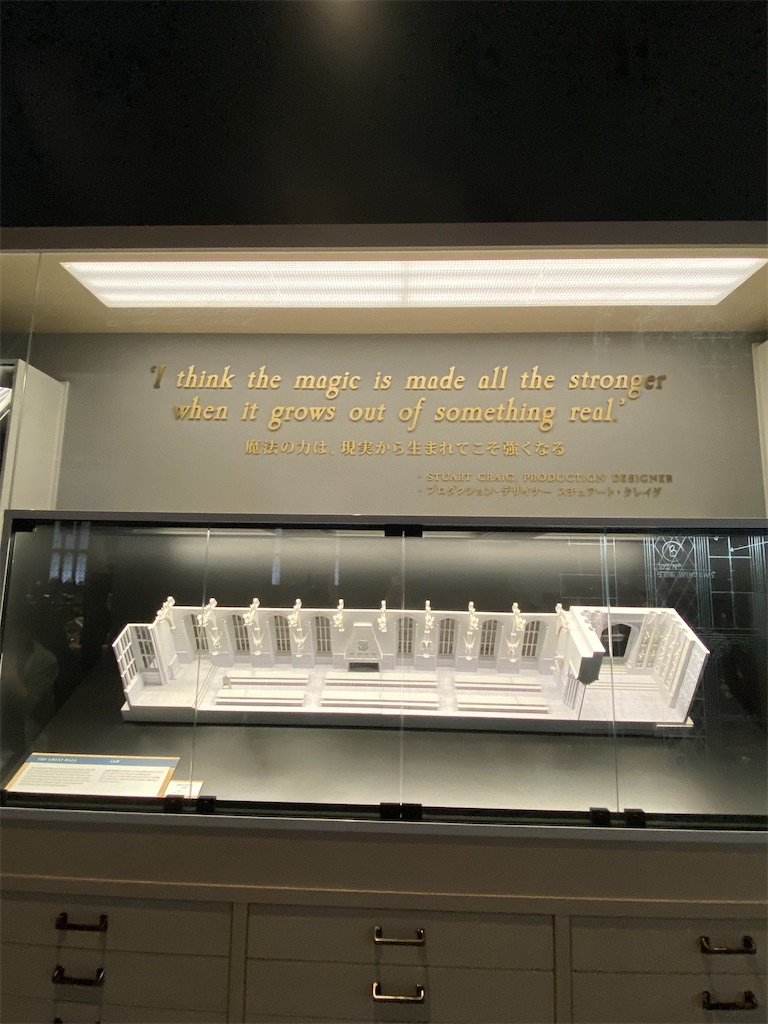 'I think the magic is made all the stronger
when it grows out of something real.'
魔法の力は、現実から生まれてこそ強くなる
- STUART CRAIG, PRODUCTION DESIGNER
- プロダクション・デザイナー スチュアート・クレイグ
THE GREAT HALL